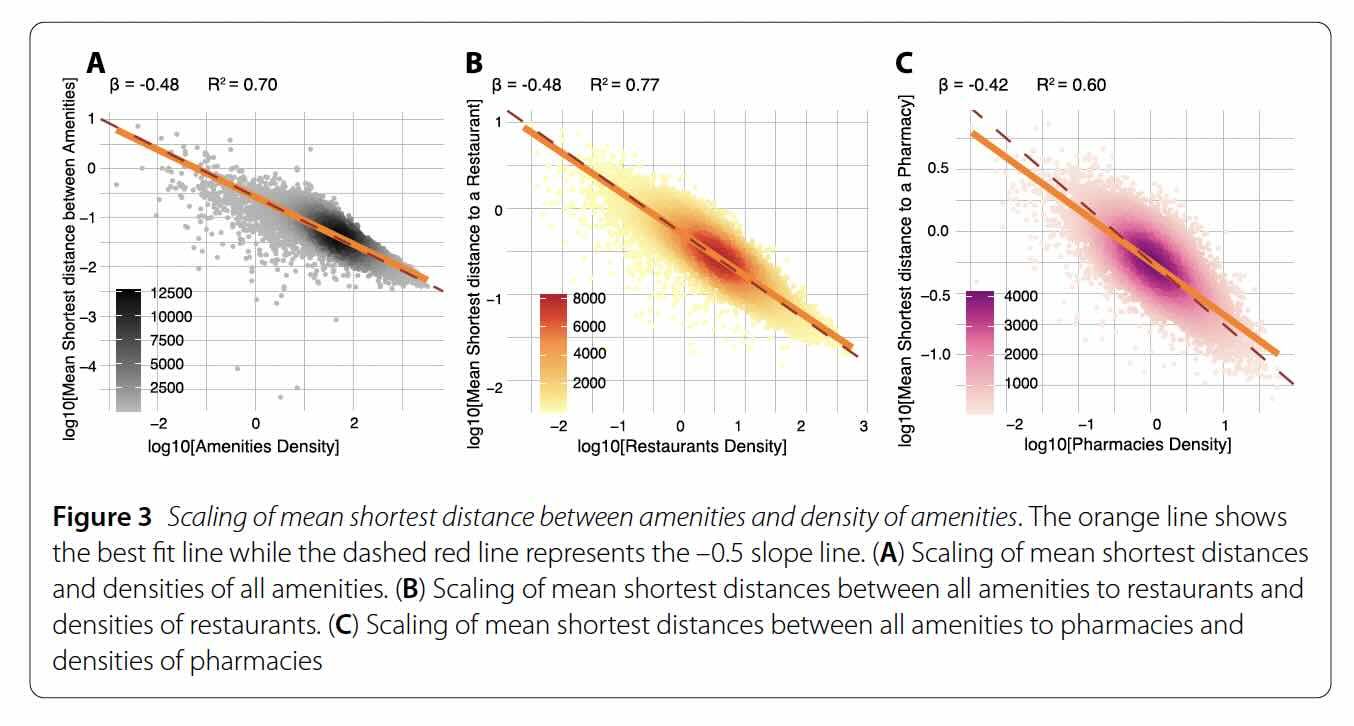 A
β = -0.48 R² = 0.70
log10[Mean Shortest distance between Amenities]
1
0
−1
−2
−3
−4
12500
10000
7500
5000
2500
−2 0 2
log10[Amenities Density]
B
β = -0.48 R² = 0.77
log10[Mean Shortest distance to a Restaurant]
1
0
−1
−2
8000
6000
4000
2000
−2 −1 0 1 2 3
log10[Restaurants Density]
C
β = -0.42 R² = 0.60
log10[Mean Shortest distance to a Pharmacy]
0.5
0.0
−0.5
−1.0
4000
3000
2000
1000
−2 −1 0 1
log10[Pharmacies Density]
Figure 3 Scaling of mean shortest distance between amenities and density of amenities. The orange line shows
the best fit line while the dashed red line represents the –0.5 slope line. (A) Scaling of mean shortest distances
and densities of all amenities. (B) Scaling of mean shortest distances between all amenities to restaurants and
densities of restaurants. (C) Scaling of mean shortest distances between all amenities to pharmacies and
densities of pharmacies